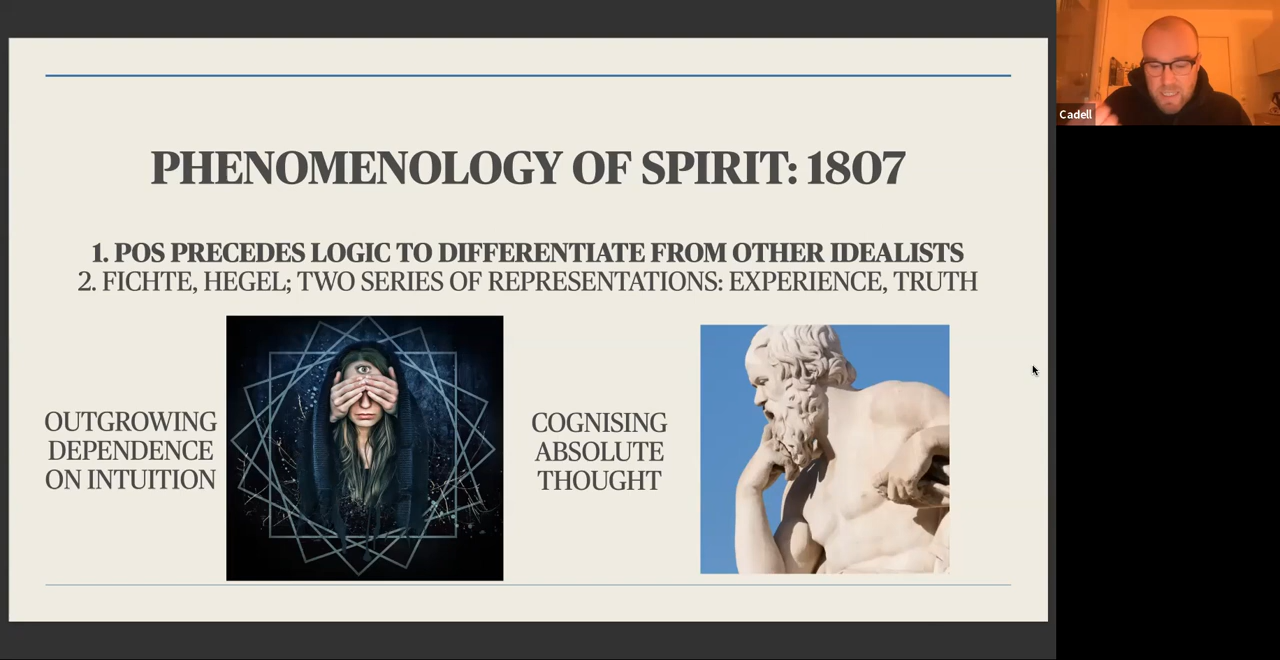 PHENOMENOLOGY OF SPIRIT: 1807
1. POS PRECEDES LOGIC TO DIFFERENTIATE FROM OTHER IDEALISTS
2. FICHTE, HEGEL; TWO SERIES OF REPRESENTATIONS: EXPERIENCE, TRUTH
OUTGROWING
DEPENDENCE
ON INTUITION
COGNISING
ABSOLUTE
THOUGHT
Cadell